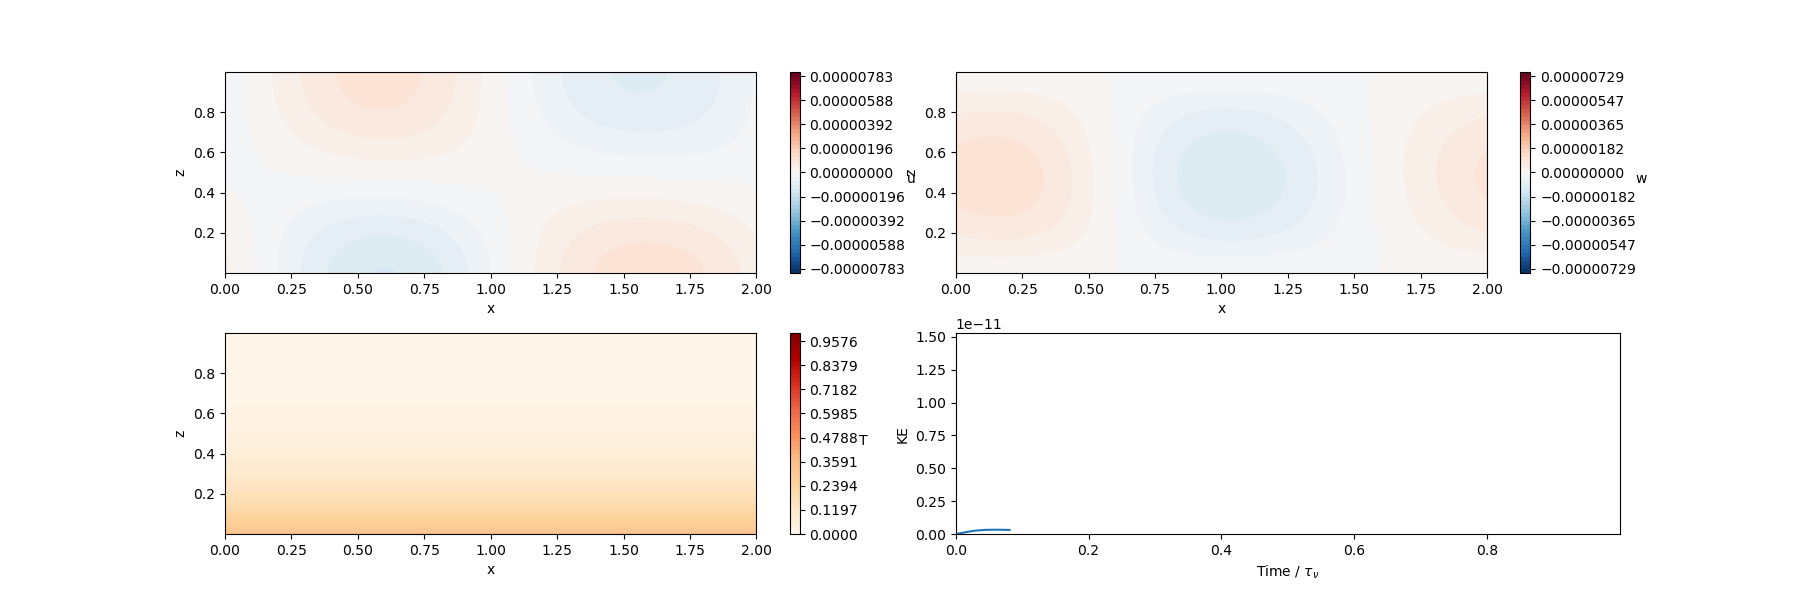 0.8
0.6
0.4
0.2
z
0.00 0.25 0.50 0.75 1.00 1.25 1.50 1.75 2.00
x
0.00000783
0.00000588
0.00000392
0.00000196
0.00000000
−0.00000196
−0.00000392
−0.00000588
−0.00000783
u
0.8
0.6
0.4
0.2
z
0.00 0.25 0.50 0.75 1.00 1.25 1.50 1.75 2.00
x
0.00000729
0.00000547
0.00000365
0.00000182
0.00000000
−0.00000182
−0.00000365
−0.00000547
−0.00000729
w
0.8
0.6
0.4
0.2
z
0.00 0.25 0.50 0.75 1.00 1.25 1.50 1.75 2.00
x
0.9576
0.8379
0.7182
0.5985
0.4788
0.3591
0.2394
0.1197
0.0000
T
1e−11
1.50
1.25
1.00
0.75
0.50
0.25
0.00
KE
0.0 0.2 0.4 0.6 0.8
Time / τν